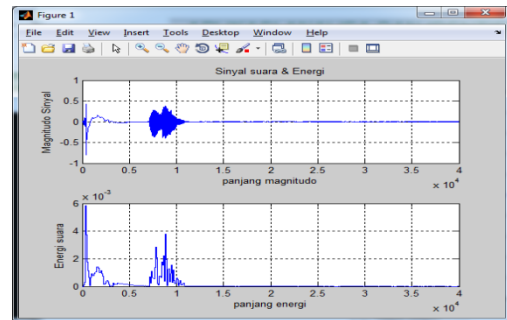 Figure 1
File Edit View Insert Tools Desktop Window Help
Sinyal suara & Energi
Magnitudo Sinyal
1
0.5
0
-0.5
-1
0 0.5 1 1.5 2 2.5 3 3.5 4
x 10^4
panjang magnitudo
x 10^-3
Energi suara
6
4
2
0
0 0.5 1 1.5 2 2.5 3 3.5 4
x 10^4
panjang energi